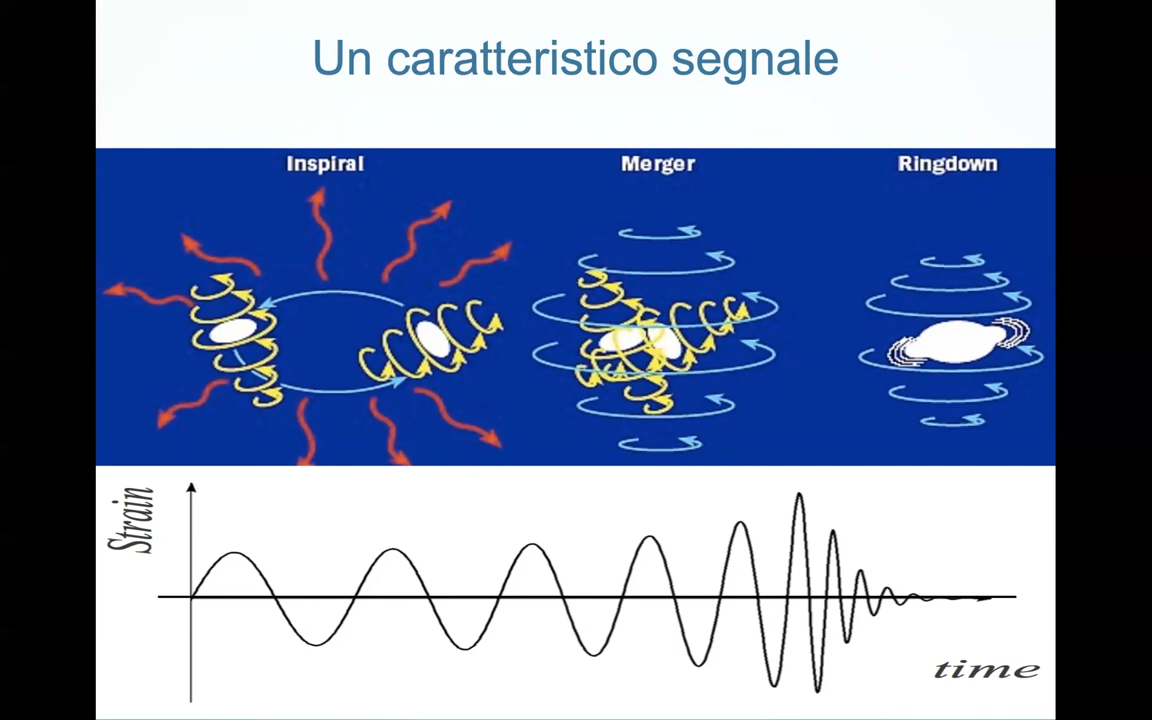 Un caratteristico segnale
Inspiral
Merger
Ringdown
Strain
time